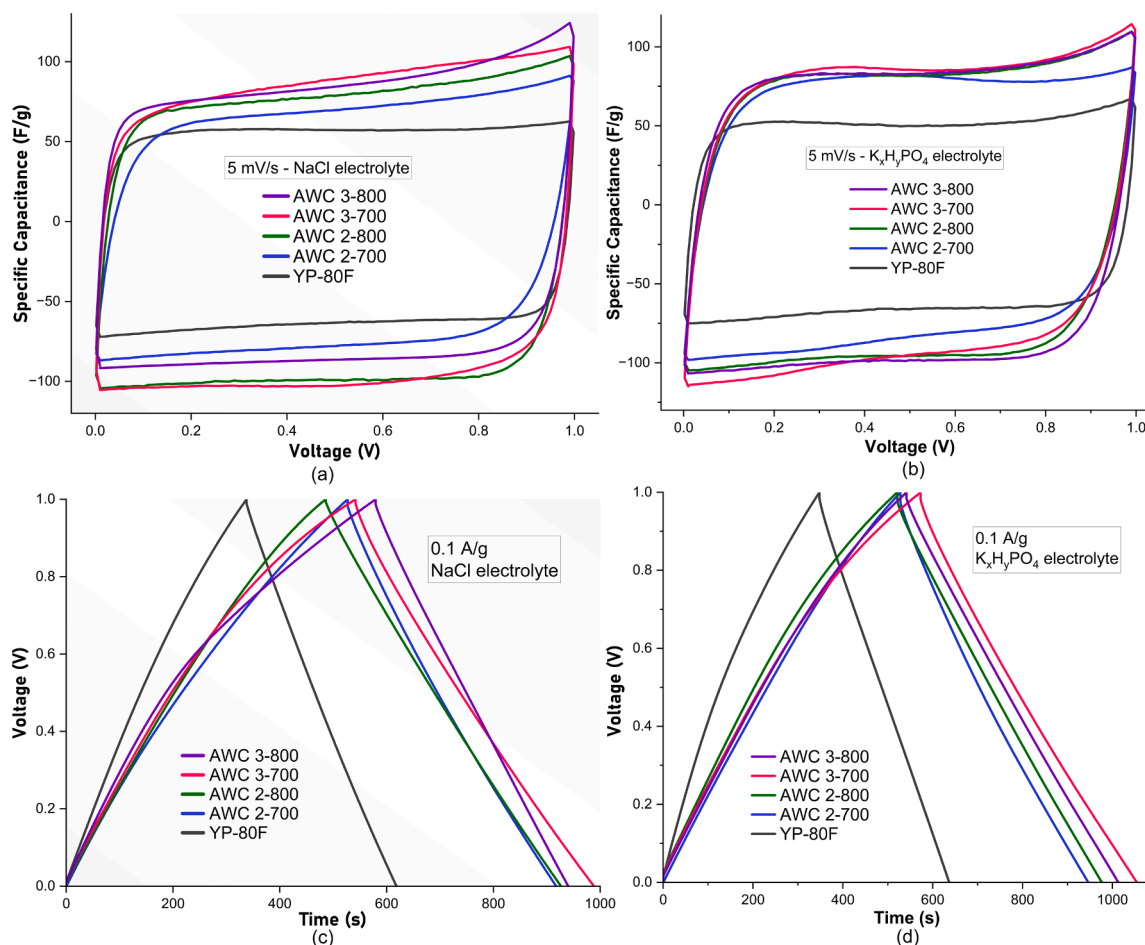 100
50
0
−50
−100
Specific Capacitance (F/g)
5 mV/s - NaCl electrolyte
AWC 3-800
AWC 3-700
AWC 2-800
AWC 2-700
YP-80F
0.0 0.2 0.4 0.6 0.8 1.0
Voltage (V)
(a)
100
50
0
−50
−100
Specific Capacitance (F/g)
5 mV/s - KxHyPO4 electrolyte
AWC 3-800
AWC 3-700
AWC 2-800
AWC 2-700
YP-80F
0.0 0.2 0.4 0.6 0.8 1.0
Voltage (V)
(b)
1.0
0.8
0.6
0.4
0.2
0.0
Voltage (V)
0.1 A/g
NaCl electrolyte
AWC 3-800
AWC 3-700
AWC 2-800
AWC 2-700
YP-80F
0 200 400 600 800 1000
Time (s)
(c)
1.0
0.8
0.6
0.4
0.2
0.0
Voltage (V)
0.1 A/g
KxHyPO4 electrolyte
AWC 3-800
AWC 3-700
AWC 2-800
AWC 2-700
YP-80F
0 200 400 600 800 1000
Time (s)
(d)